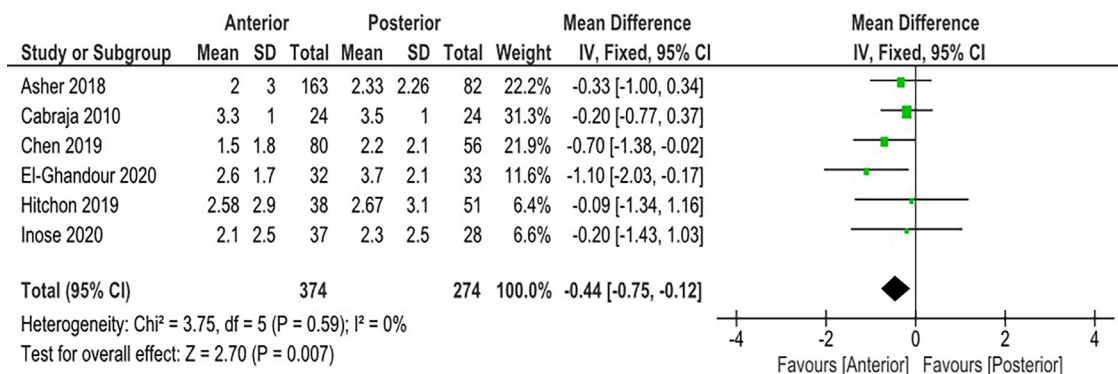 Anterior Posterior Mean Difference Mean Difference
Study or Subgroup Mean SD Total Mean SD Total Weight IV, Fixed, 95% CI IV, Fixed, 95% CI
Asher 2018 2 3 163 2.33 2.26 82 22.2% -0.33 [-1.00, 0.34]
Cabraja 2010 3.3 1 24 3.5 1 24 31.3% -0.20 [-0.77, 0.37]
Chen 2019 1.5 1.8 80 2.2 2.1 56 21.9% -0.70 [-1.38, -0.02]
El-Ghandour 2020 2.6 1.7 32 3.7 2.1 33 11.6% -1.10 [-2.03, -0.17]
Hitchon 2019 2.58 2.9 38 2.67 3.1 51 6.4% -0.09 [-1.34, 1.16]
Inose 2020 2.1 2.5 37 2.3 2.5 28 6.6% -0.20 [-1.43, 1.03]
Total (95% CI) 374 274 100.0% -0.44 [-0.75, -0.12]
Heterogeneity: Chi² = 3.75, df = 5 (P = 0.59); I² = 0%
Test for overall effect: Z = 2.70 (P = 0.007)
-4 -2 0 2 4
Favours [Anterior] Favours [Posterior]